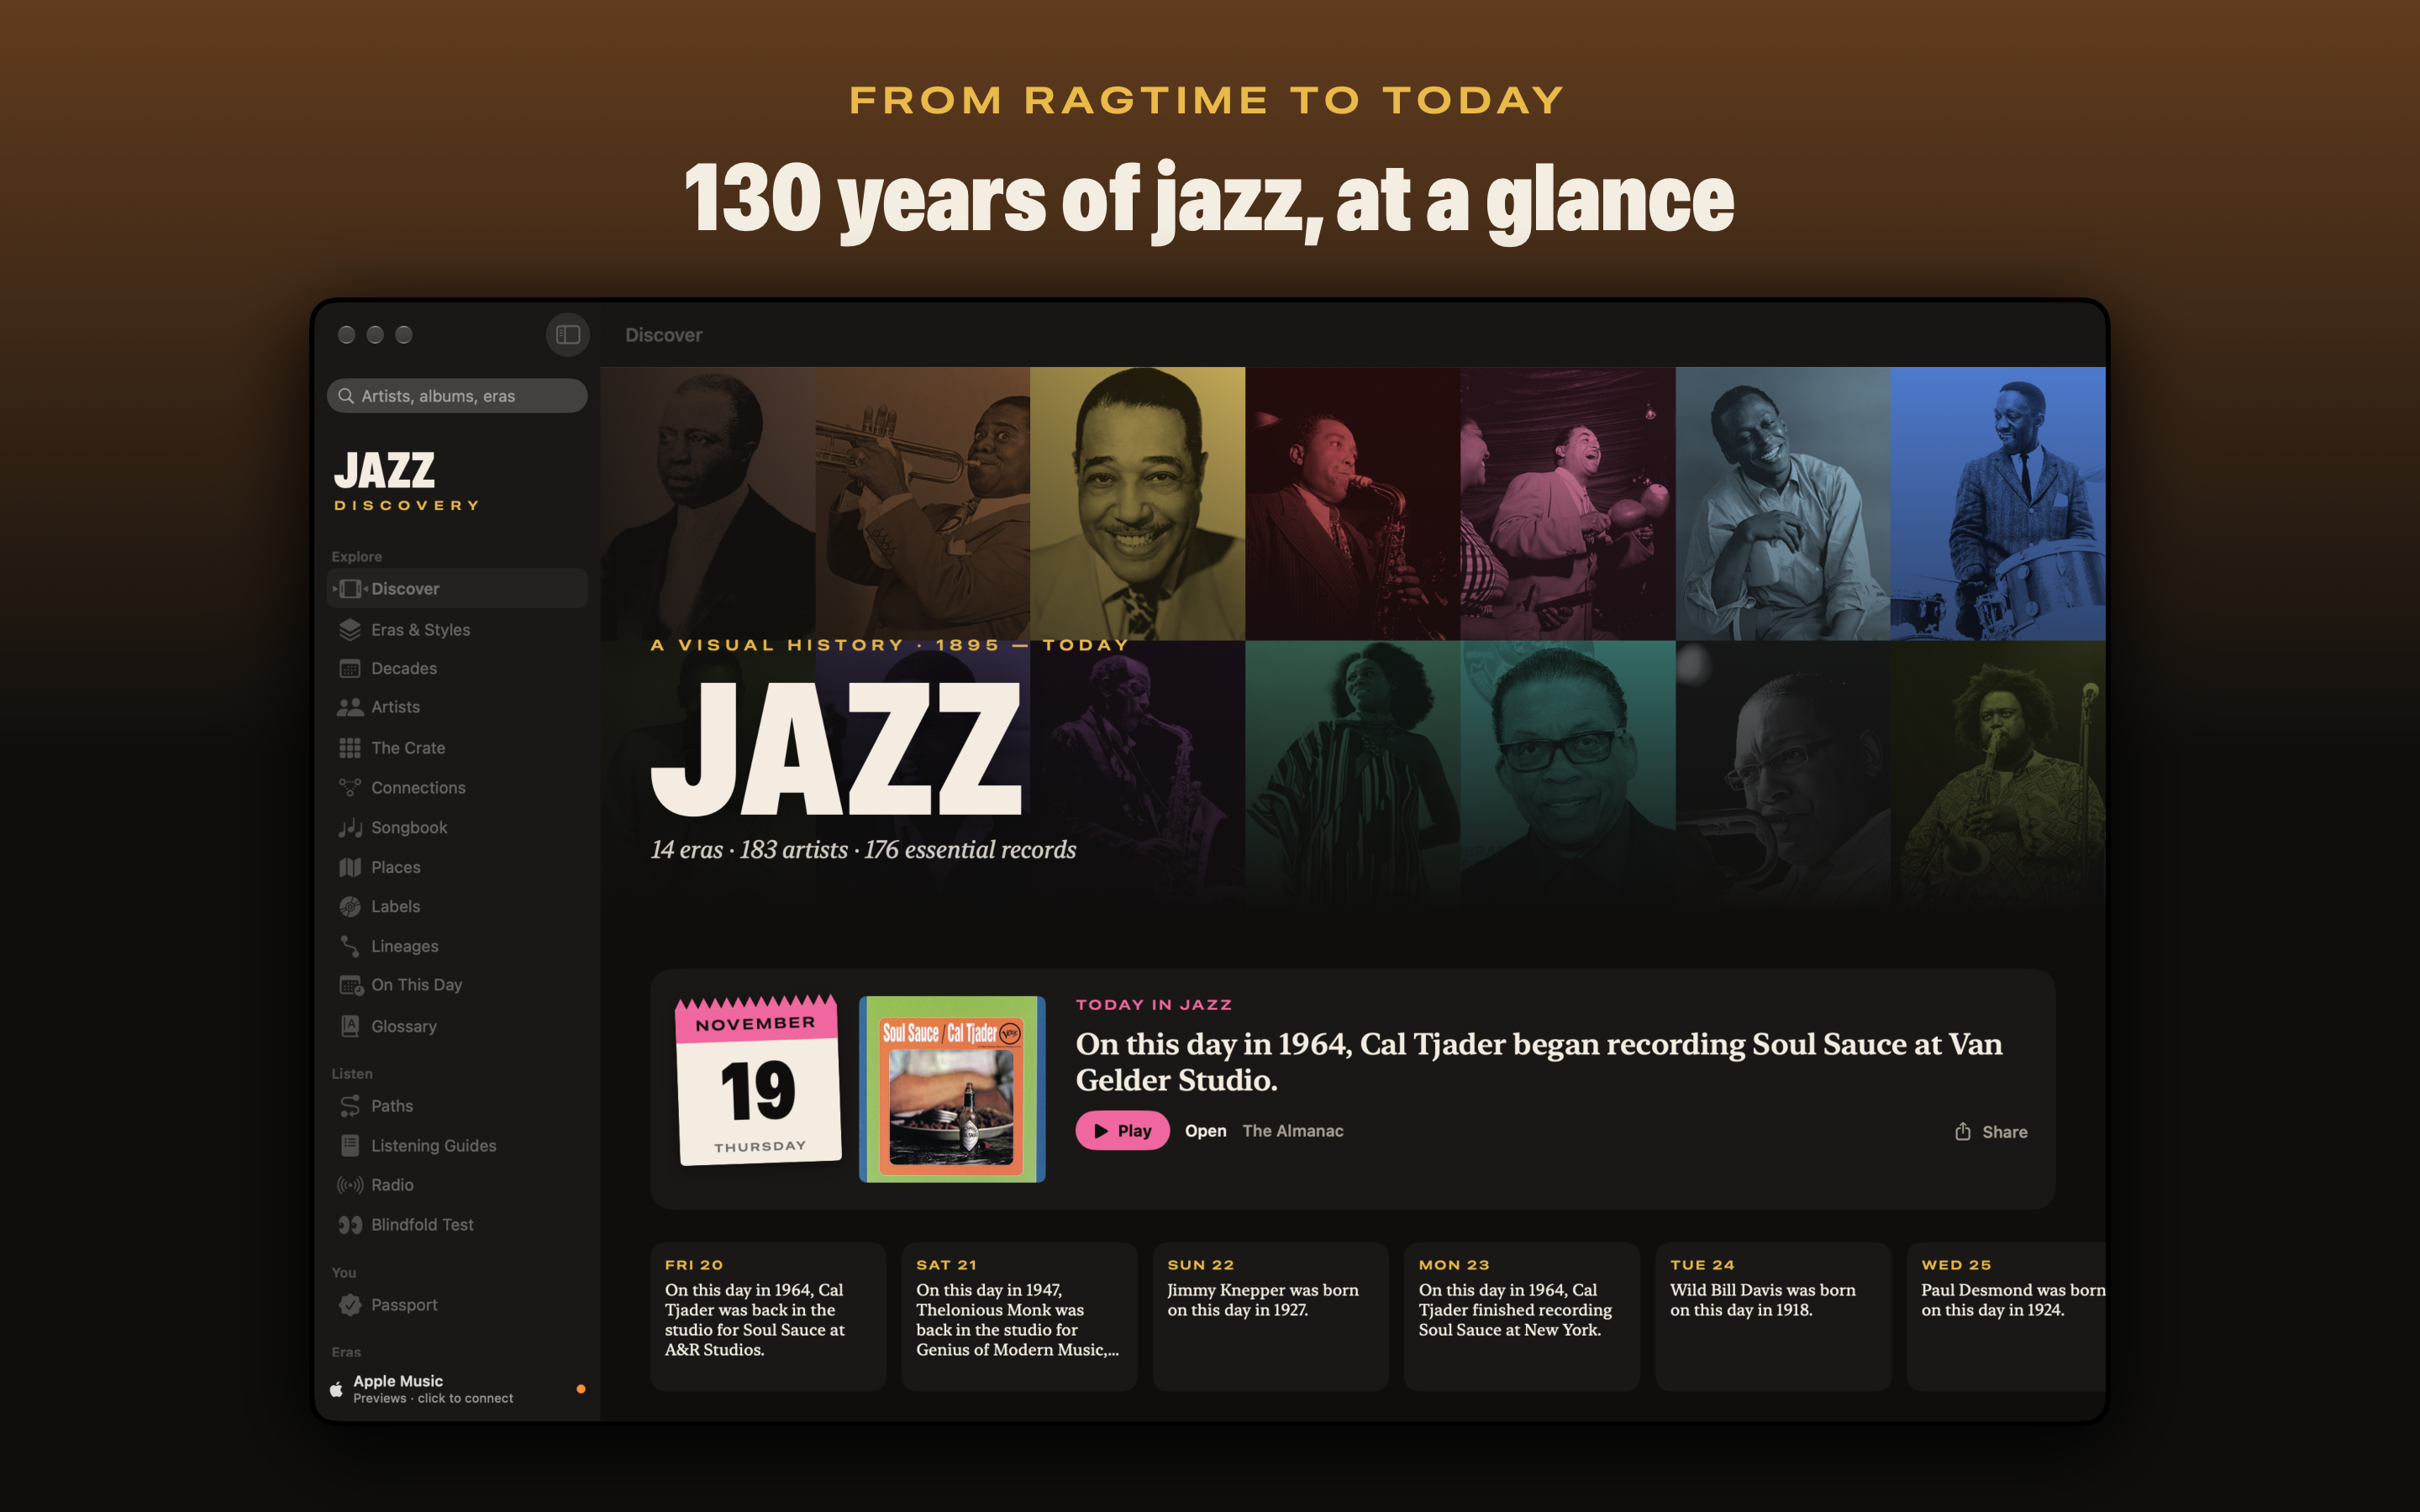 FROM RAGTIME TO TODAY
130 years of jazz, at a glance
Discover
Artists, albums, eras
JAZZ
DISCOVERY
Explore
Discover
Eras & Styles
Decades
Artists
The Crate
Connections
Songbook
Places
Labels
Lineages
On This Day
Glossary
Listen
Paths
Listening Guides
Radio
Blindfold Test
You
Passport
Eras
Apple Music
Previews · click to connect
A VISUAL HISTORY · 1895 — TODAY
JAZZ
14 eras · 183 artists · 176 essential records
NOVEMBER
19
THURSDAY
Soul Sauce / Cal Tjader
TODAY IN JAZZ
On this day in 1964, Cal Tjader began recording Soul Sauce at Van
Gelder Studio.
Play
Open
The Almanac
Share
FRI 20
On this day in 1964, Cal
Tjader was back in the
studio for Soul Sauce at
A&R Studios.
SAT 21
On this day in 1947,
Thelonious Monk was
back in the studio for
Genius of Modern Music,...
SUN 22
Jimmy Knepper was born
on this day in 1927.
MON 23
On this day in 1964, Cal
Tjader finished recording
Soul Sauce at New York.
TUE 24
Wild Bill Davis was born
on this day in 1918.
WED 25
Paul Desmond was born
on this day in 1924.